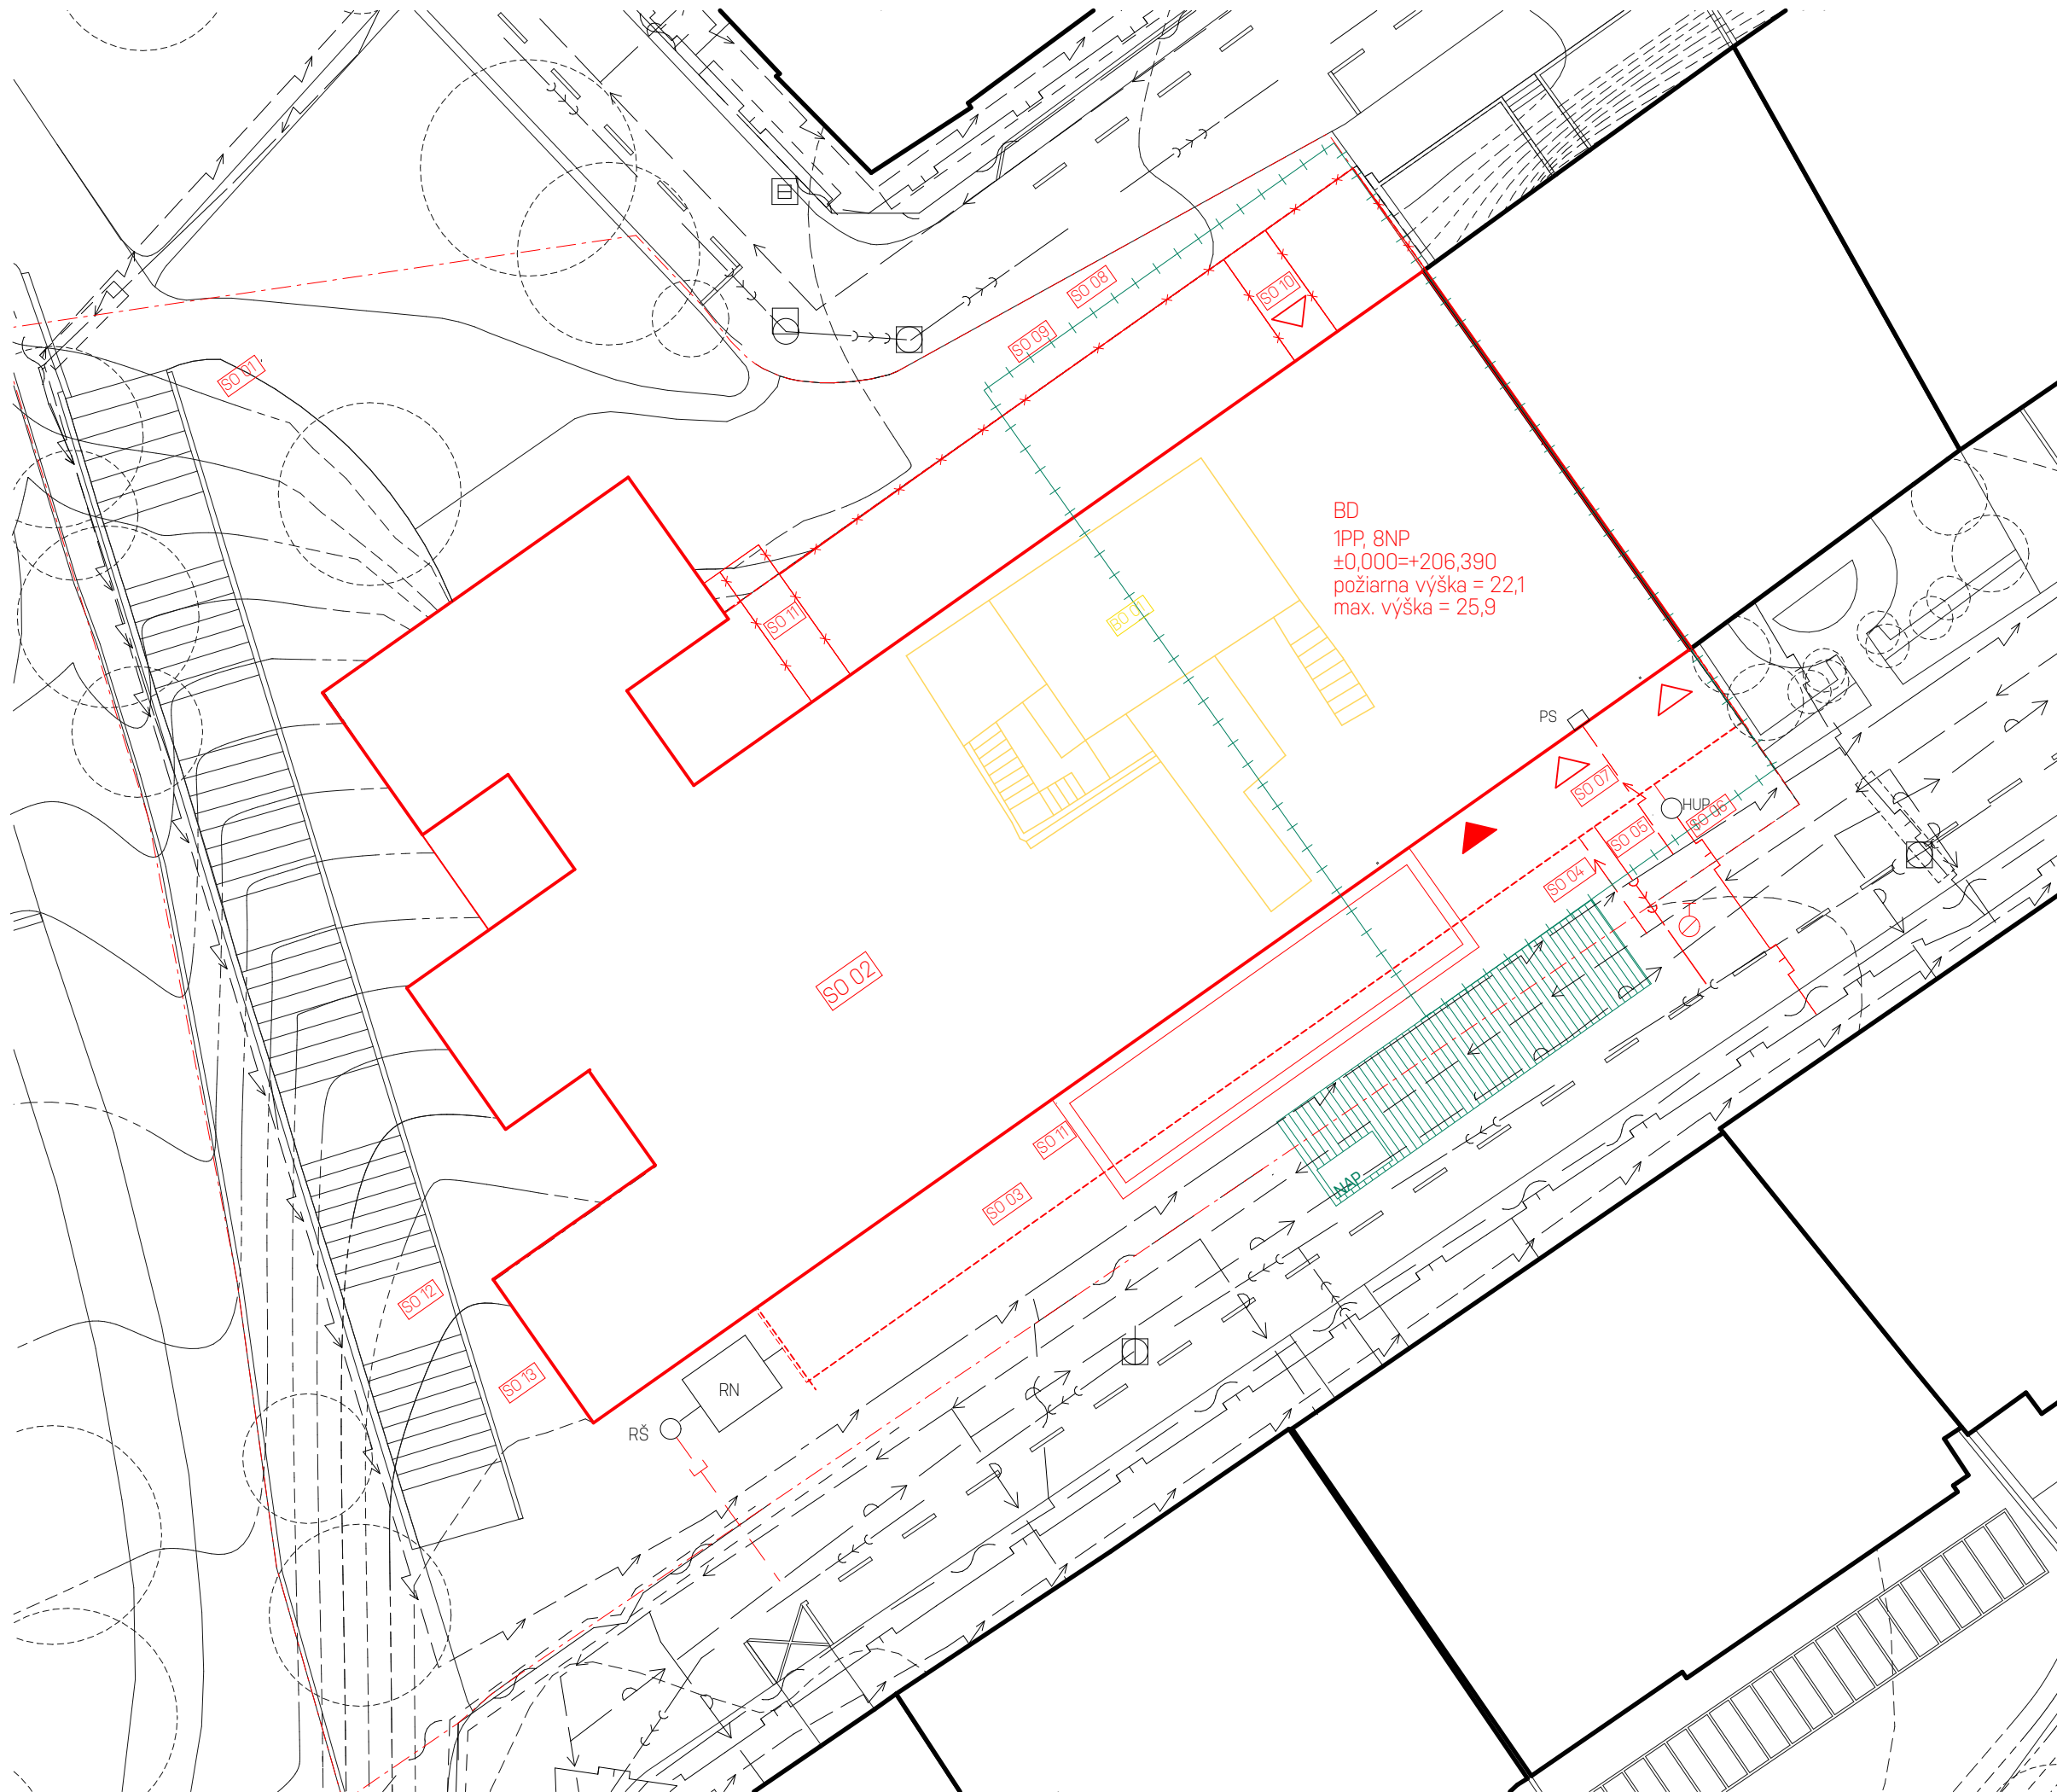 SO 10
SO 08
SO 09
SO 01
BD
1PP, 8NP
±0,000=+206,390
požiarna výška = 22,1
max. výška = 25,9
BO 01
SO 11
PS
SO 07
HUP
SO 06
SO 05
SO 04
SO 02
SO 11
NAP
SO 03
SO 12
SO 13
RN
RŠ